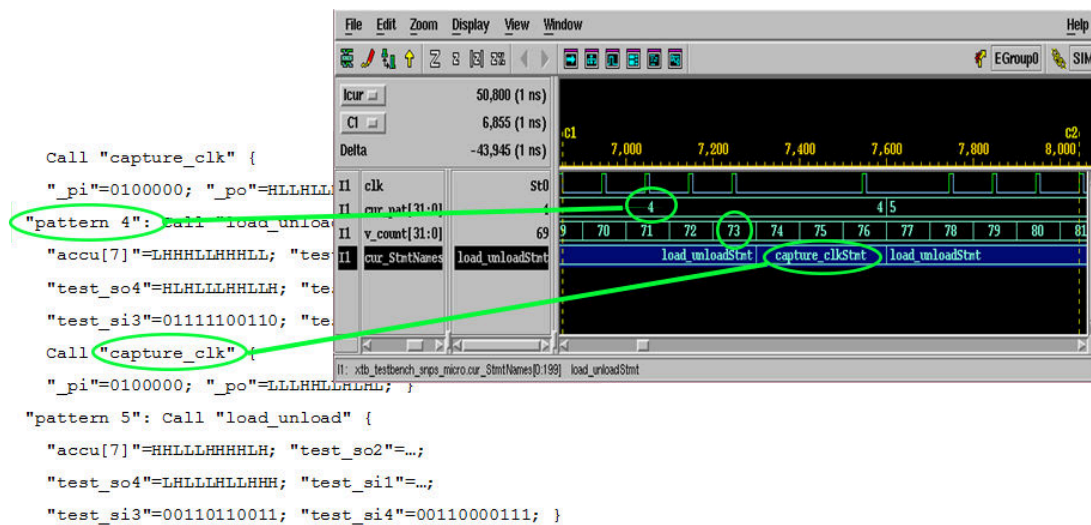 File Edit Zoom Display View Window Help
EGroup0 SIM
Icur 50,800 (1 ns)
C1 6,855 (1 ns)
Delta -43,945 (1 ns)
C1 C2
7,000 7,200 7,400 7,600 7,800 8,000
I1 clk St0
I1 cur_pat[31:0] 4 4 4 5
I1 v_count[31:0] 69 9 70 71 72 73 74 75 76 77 78 79 80 81
I1 cur_StmtNames load_unloadStmt load_unloadStmt capture_clkStmt load_unloadStmt
I1: xtb_testbench_snps_micro.cur_StmtNames[0:199] load_unloadStmt
Call "capture_clk" {
"_pi"=0100000; "_po"=HLLHLL
"pattern 4": Call "load_unload
"accu[7]"=LHHHLLHHHLL; "test
"test_so4"=HLHLLLHHLLH; "te
"test_si3"=01111100110; "te
Call "capture_clk" {
"_pi"=0100000; "_po"=LLLHHLLHLHL; }
"pattern 5": Call "load_unload" {
"accu[7]"=HHLLLHHHHLH; "test_so2"=…;
"test_so4"=LHLLLHLLHHH; "test_si1"=…;
"test_si3"=00110110011; "test_si4"=00110000111; }